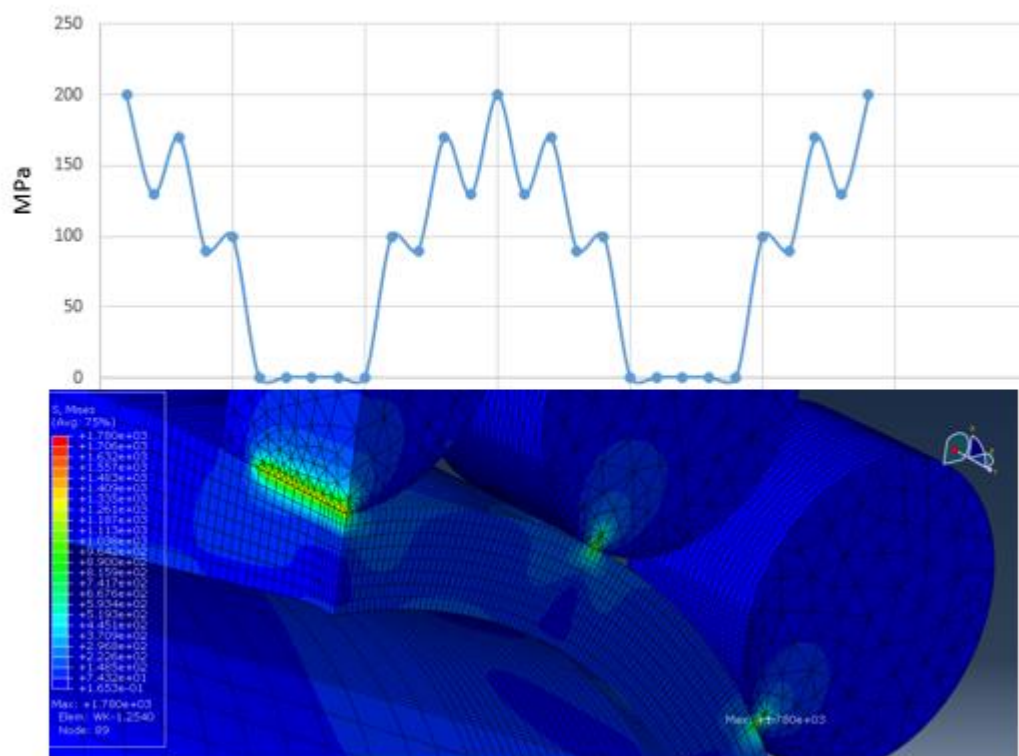 250
200
150
100
50
0
MPa
S, Mises
(Avg: 75%)
+1.780e+03
+1.706e+03
+1.632e+03
+1.557e+03
+1.483e+03
+1.409e+03
+1.335e+03
+1.261e+03
+1.187e+03
+1.113e+03
+1.038e+03
+9.642e+02
+8.900e+02
+8.159e+02
+7.417e+02
+6.676e+02
+5.934e+02
+5.193e+02
+4.451e+02
+3.709e+02
+2.968e+02
+2.226e+02
+1.485e+02
+7.432e+01
+1.653e-01
Max: +1.780e+03
Elem: WK-1.2540
Node: 89
Max: +1.780e+03